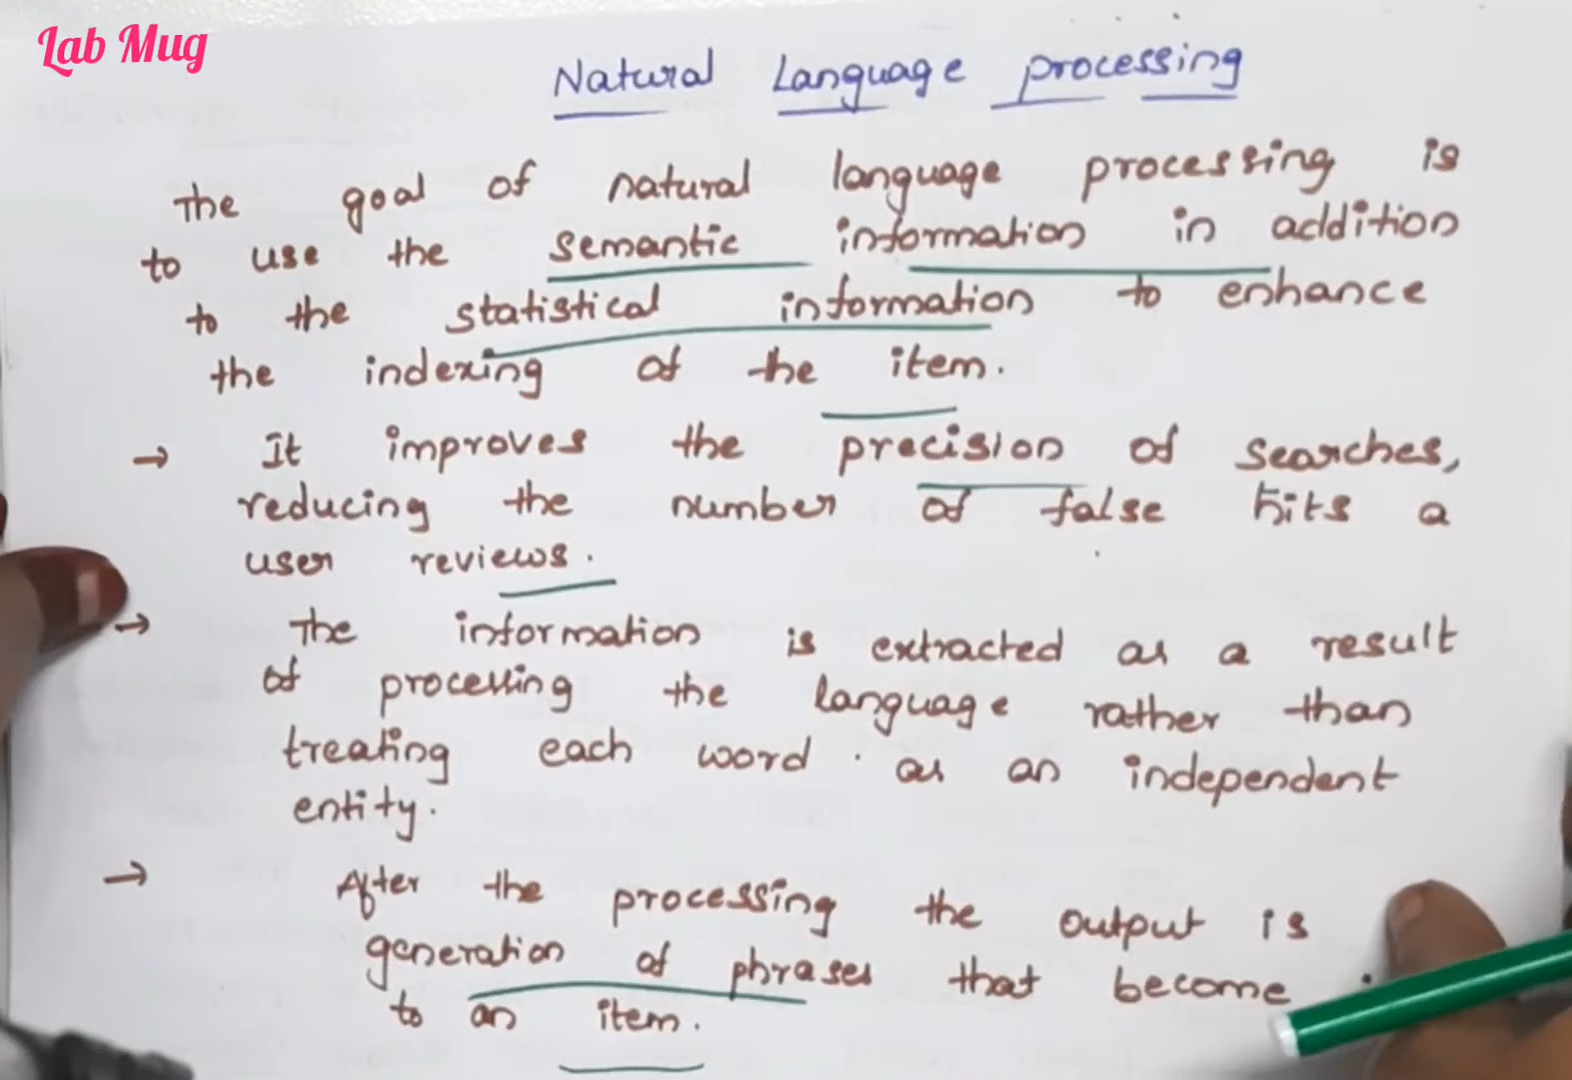 Lab Mug
Natural Language processing
The goal of natural language processing is
to use the semantic information in addition
to the statistical information to enhance
the indexing of the item.
→ It improves the precision of searches,
reducing the number of false hits a
user reviews.
→ The information is extracted as a result
of processing the language rather than
treating each word as an independent
entity.
→ After the processing the output is
generation of phrases that become
to an item.